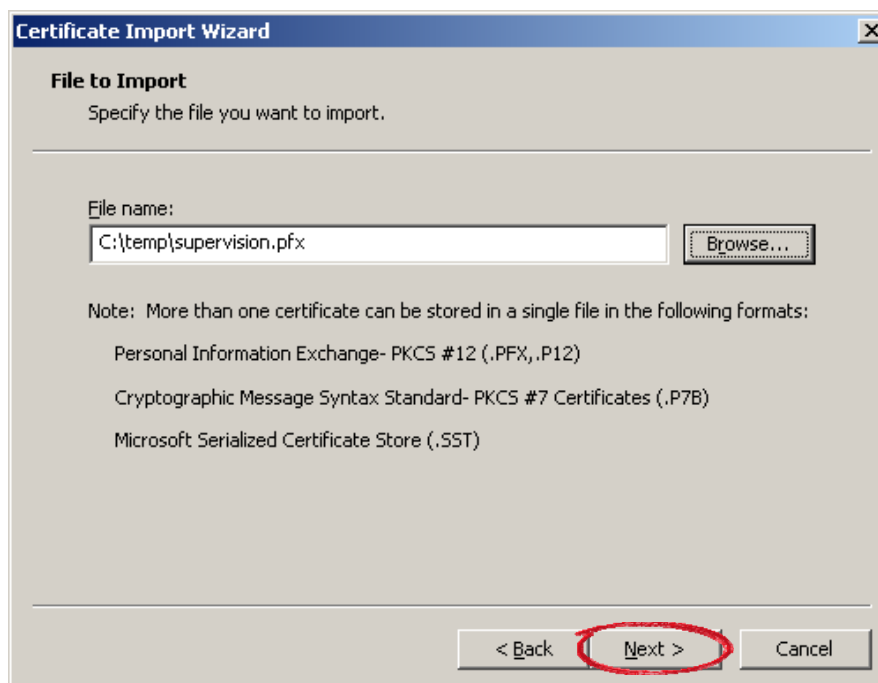 Certificate Import Wizard
File to Import
Specify the file you want to import.
File name:
C:\temp\supervision.pfx
Browse...
Note: More than one certificate can be stored in a single file in the following formats:
Personal Information Exchange- PKCS #12 (.PFX,.P12)
Cryptographic Message Syntax Standard- PKCS #7 Certificates (.P7B)
Microsoft Serialized Certificate Store (.SST)
< Back
Next >
Cancel